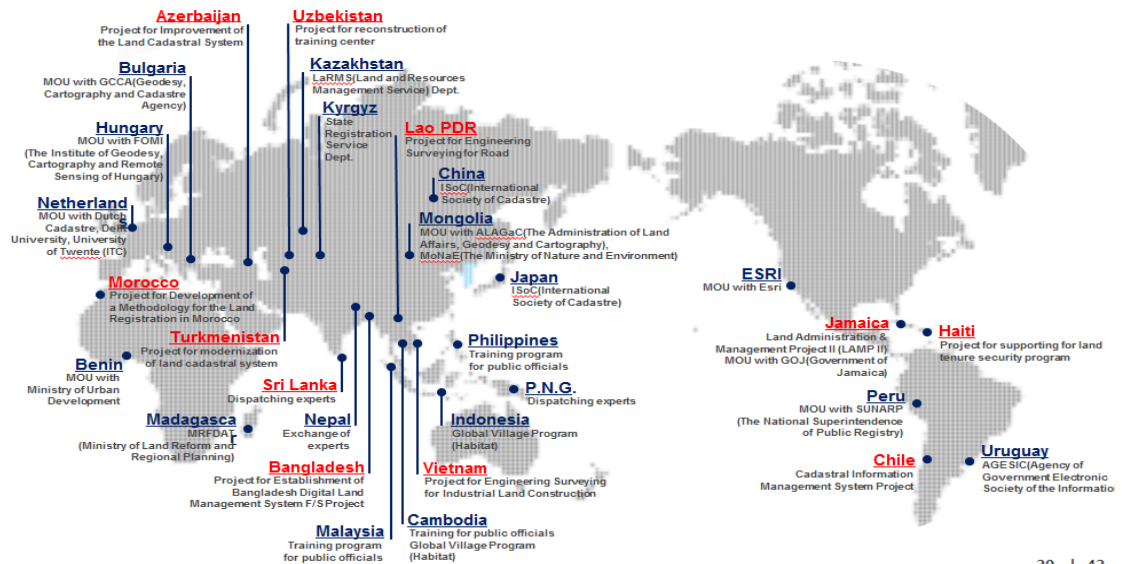 Azerbaijan
Project for Improvement of
the Land Cadastral System
Uzbekistan
Project for reconstruction of
training center
Bulgaria
MOU with GCCA(Geodesy,
Cartography and Cadastre
Agency)
Kazakhstan
LaRMS(Land and Resources
Management Service) Dept.
Hungary
MOU with FOMI
(The Institute of Geodesy,
Cartography and Remote
Sensing of Hungary)
Kyrgyz
State
Registration
Service
Dept.
Lao PDR
Project for Engineering
Surveying for Road
China
ISoC(International
Society of Cadastre)
Netherland
s
MOU with Dutch
Cadastre, Delft
University, University
of Twente (ITC)
Mongolia
MOU with ALAGaC(The Administration of Land
Affairs, Geodesy and Cartography),
MoNaE(The Ministry of Nature and Environment)
Japan
ISoC(International
Society of Cadastre)
ESRI
MOU with Esri
Morocco
Project for Development of
a Methodology for the Land
Registration in Morocco
Turkmenistan
Project for modernization
of land cadastral system
Jamaica
Land Administration &
Management Project II (LAMP II)
MOU with GOJ(Government of
Jamaica)
Haiti
Project for supporting for land
tenure security program
Benin
MOU with
Ministry of Urban
Development
Sri Lanka
Dispatching experts
Philippines
Training program
for public officials
P.N.G.
Dispatching experts
Peru
MOU with SUNARP
(The National Superintendence
of Public Registry)
Madagasca
r
MRFDAT
(Ministry of Land Reform and
Regional Planning)
Nepal
Exchange of
experts
Indonesia
Global Village Program
(Habitat)
Bangladesh
Project for Establishment of
Bangladesh Digital Land
Management System F/S Project
Vietnam
Project for Engineering Surveying
for Industrial Land Construction
Chile
Cadastral Information
Management System Project
Uruguay
AGESIC(Agency of
Government Electronic
Society of the Informatio
Malaysia
Training program
for public officials
Cambodia
Training for public officials
Global Village Program
(Habitat)